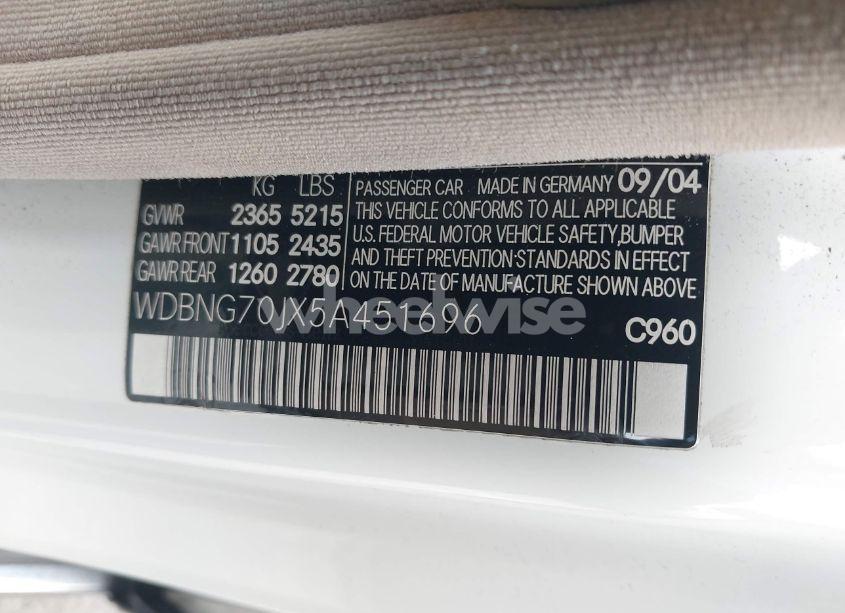 KG LBS
GVWR 2365 5215
GAWR FRONT 1105 2435
GAWR REAR 1260 2780
PASSENGER CAR MADE IN GERMANY 09/04
THIS VEHICLE CONFORMS TO ALL APPLICABLE
U.S. FEDERAL MOTOR VEHICLE SAFETY,BUMPER
AND THEFT PREVENTION STANDARDS IN EFFECT
ON THE DATE OF MANUFACTURE SHOWN ABOVE
WDBNG70JX5A451696
C960
wheelwise